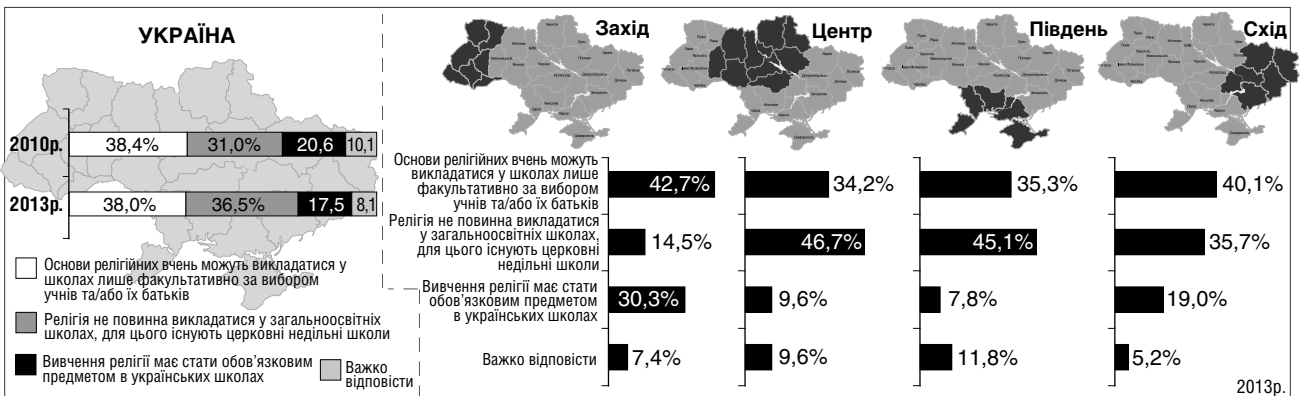 УКРАЇНА
2010р.
38,4%
31,0%
20,6
10,1
2013р.
38,0%
36,5%
17,5
8,1
Основи релігійних вчень можуть викладатися у
школах лише факультативно за вибором
учнів та/або їх батьків
Релігія не повинна викладатися у загальноосвітніх
школах, для цього існують церковні недільні школи
Вивчення релігії має стати обов’язковим
предметом в українських школах
Важко
відповісти
Захід
Центр
Південь
Схід
Основи релігійних вчень можуть
викладатися у школах лише
факультативно за вибором
учнів та/або їх батьків
42,7%
34,2%
35,3%
40,1%
Релігія не повинна викладатися
у загальноосвітніх школах,
для цього існують церковні
недільні школи
14,5%
46,7%
45,1%
35,7%
Вивчення релігії має стати
обов’язковим предметом
в українських школах
30,3%
9,6%
7,8%
19,0%
Важко відповісти
7,4%
9,6%
11,8%
5,2%
2013р.